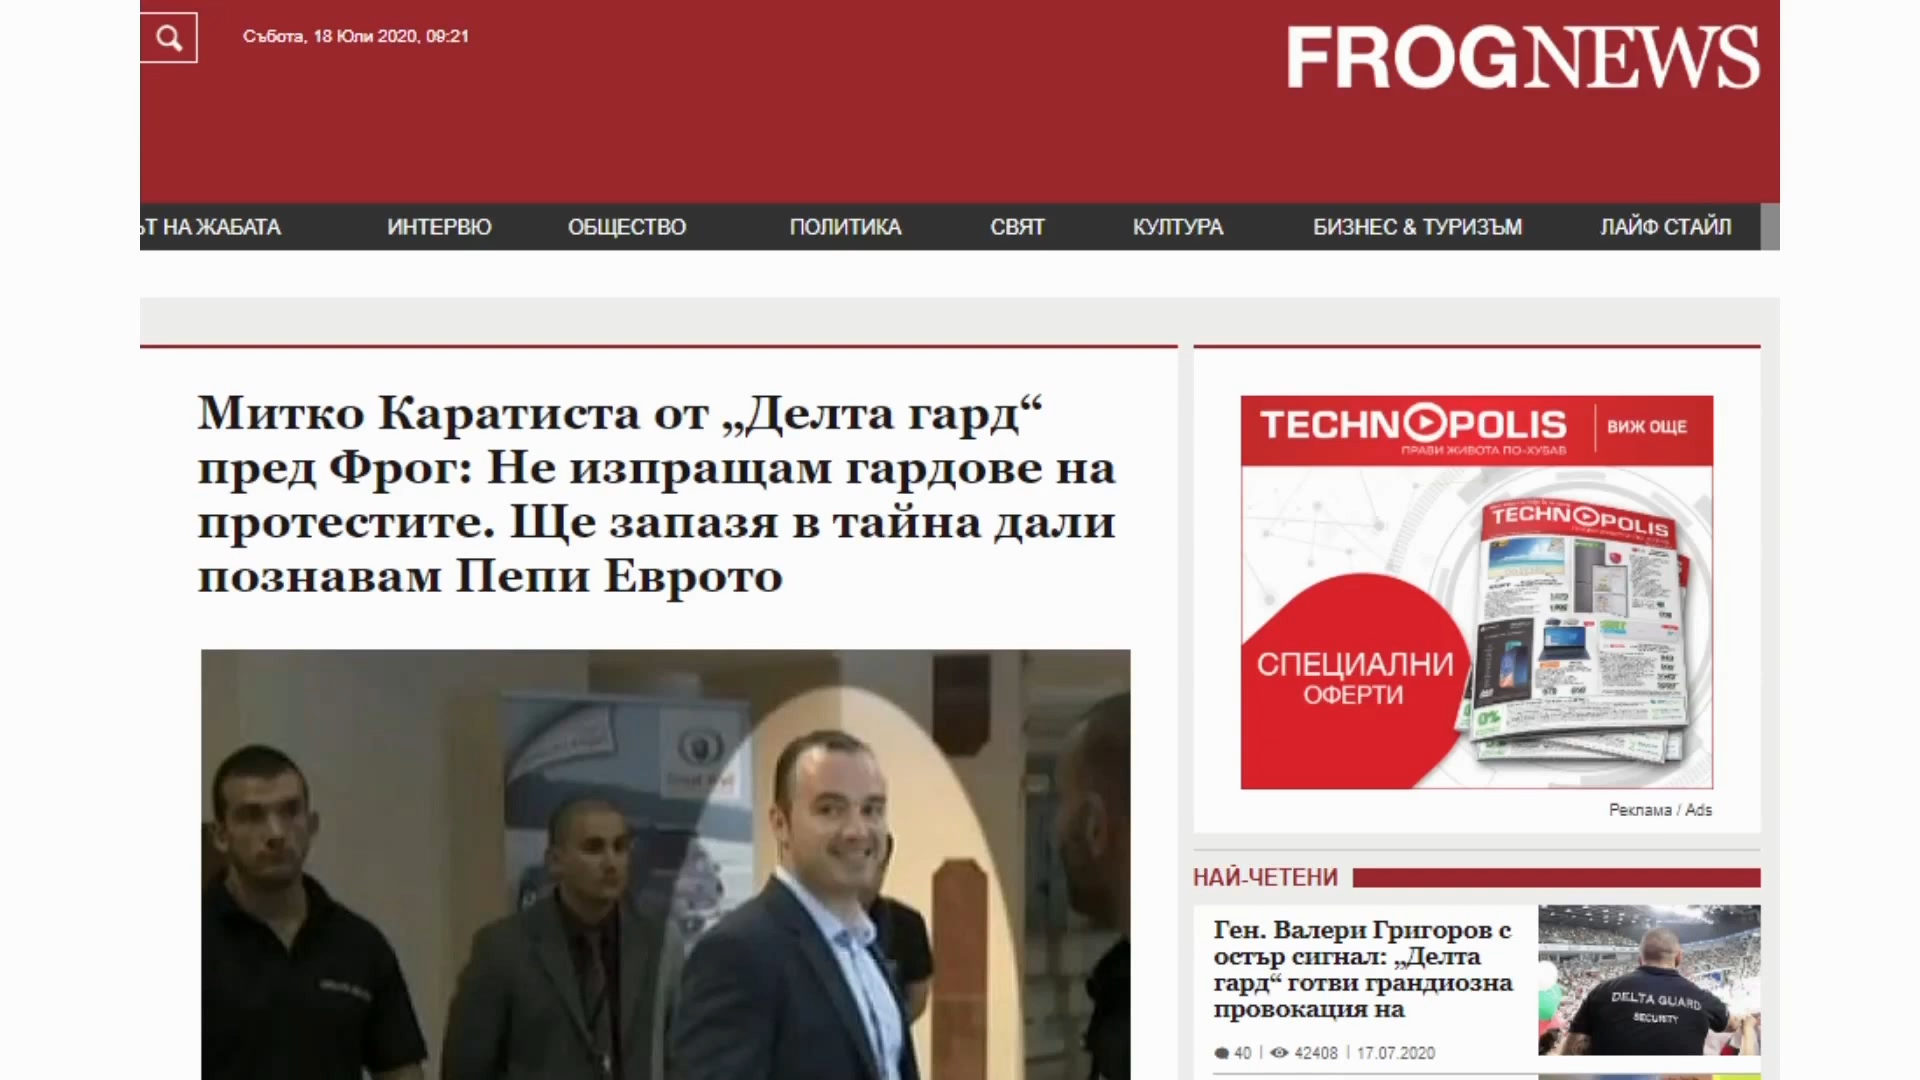 Събота, 18 Юли 2020, 09:21
FROGNEWS
ЪТ НА ЖАБАТА ИНТЕРВЮ ОБЩЕСТВО ПОЛИТИКА СВЯТ КУЛТУРА БИЗНЕС & ТУРИЗЪМ ЛАЙФ СТАЙЛ
Митко Каратиста от „Делта гард“
пред Фрог: Не изпращам гардове на
протестите. Ще запазя в тайна дали
познавам Пепи Еврото
TECHNOPOLIS
ПРАВИ ЖИВОТА ПО-ХУБАВ
ВИЖ ОЩЕ
TECHNOPOLIS
СПЕЦИАЛНИ
ОФЕРТИ
0%
Реклама / Ads
НАЙ-ЧЕТЕНИ
Ген. Валери Григоров с
остър сигнал: „Делта
гард“ готви грандиозна
провокация на
DELTA GUARD
SECURITY
40 | 42408 | 17.07.2020